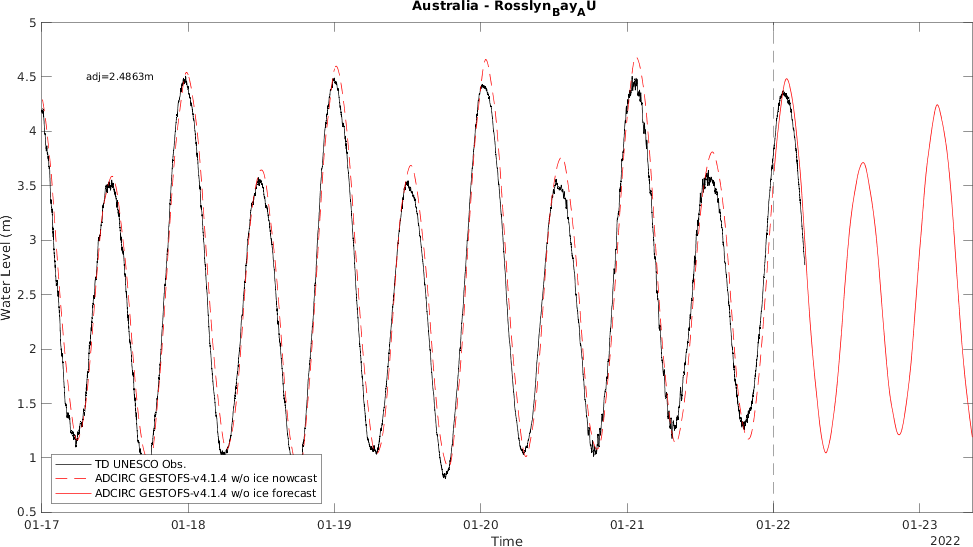 Australia - Rosslyn_Bay_AU
5
4.5
4
3.5
3
2.5
2
1.5
1
0.5
Water Level (m)
adj=2.4863m
TD UNESCO Obs.
ADCIRC GESTOFS-v4.1.4 w/o ice nowcast
ADCIRC GESTOFS-v4.1.4 w/o ice forecast
01-17 01-18 01-19 01-20 01-21 01-22 01-23
Time
2022